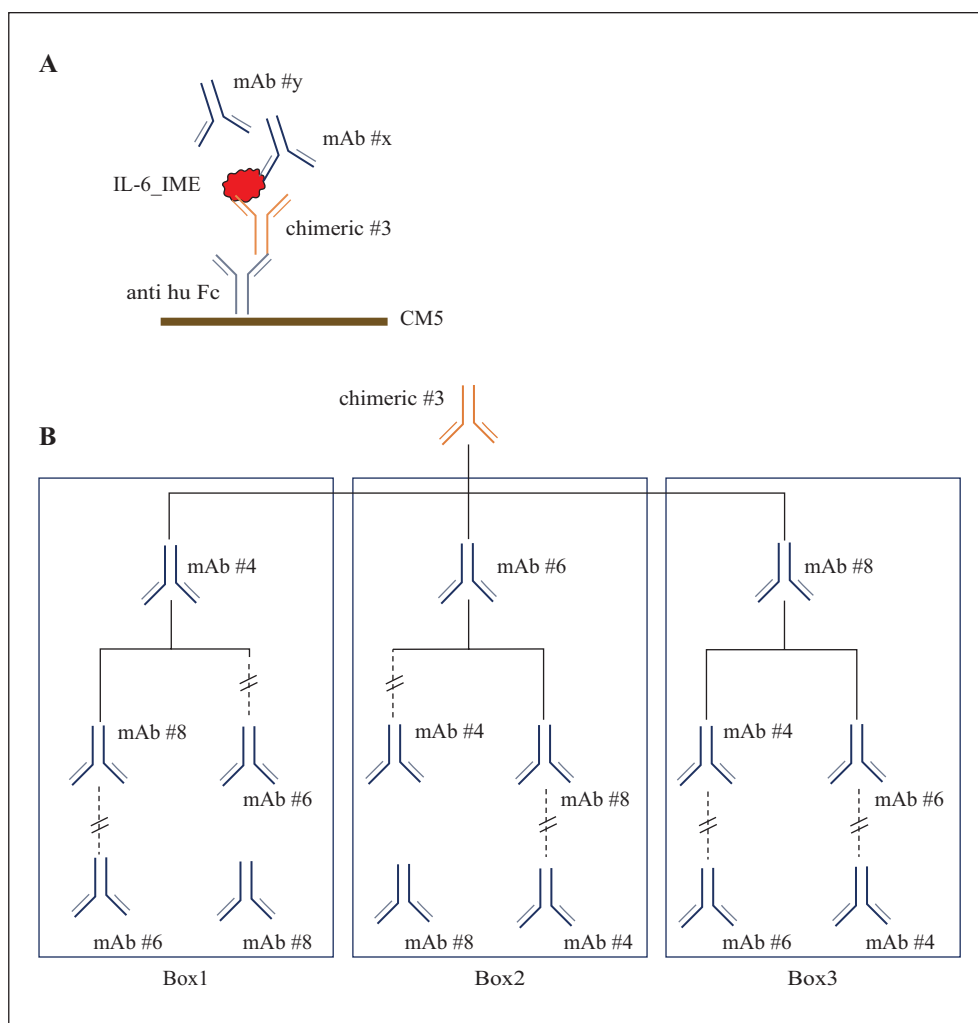 A
mAb #y
mAb #x
IL-6_IME
chimeric #3
anti hu Fc
CM5
chimeric #3
B
mAb #4
mAb #6
mAb #8
mAb #8
mAb #6
mAb #4
mAb #8
mAb #4
mAb #6
mAb #6
mAb #8
mAb #8
mAb #4
mAb #6
mAb #4
Box1
Box2
Box3